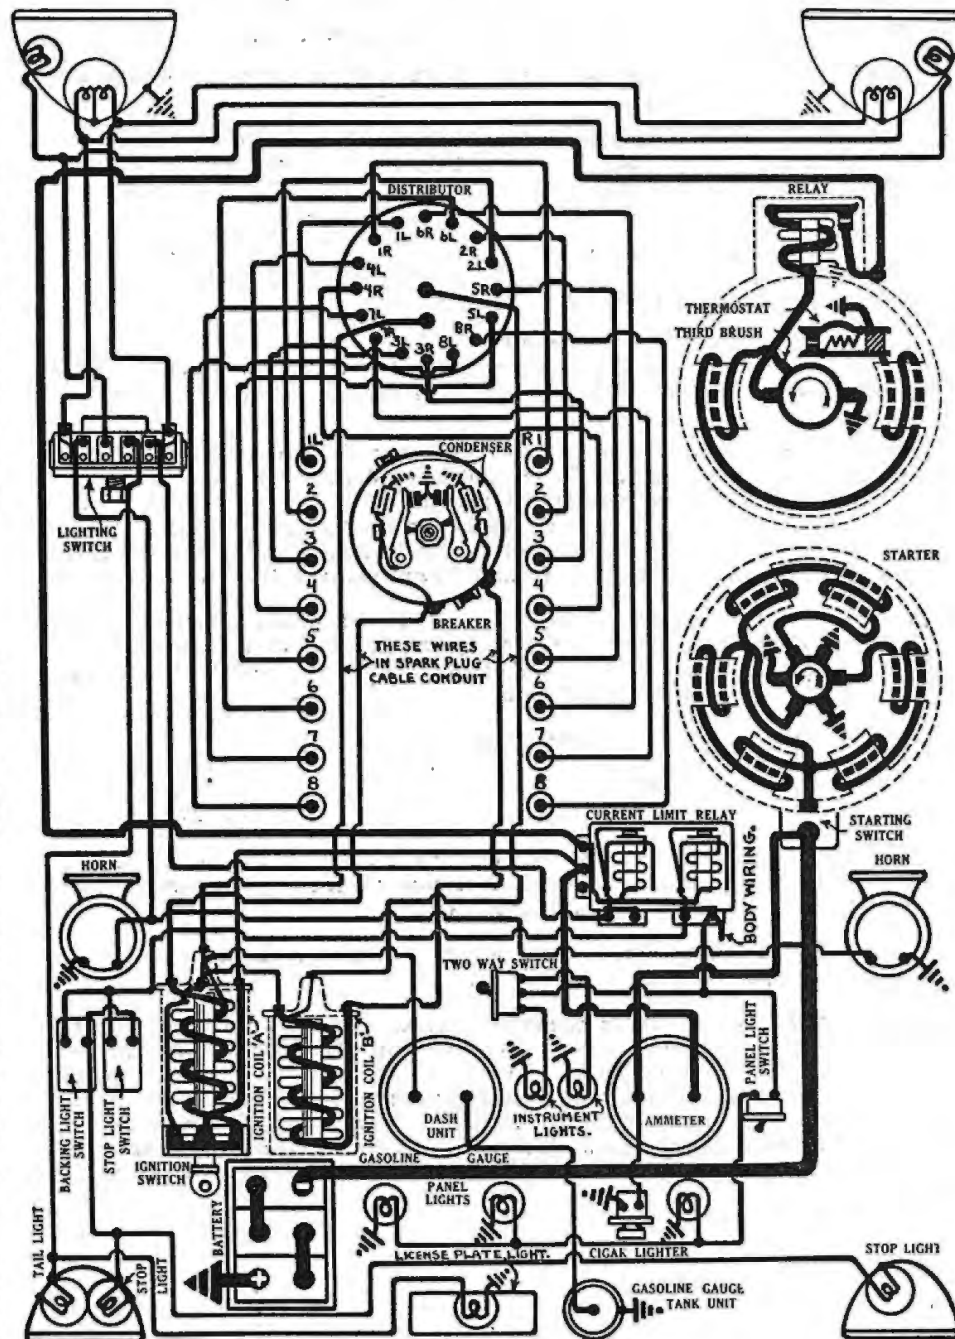 DISTRIBUTOR
RELAY
1L
6R
6L
1R
2R
4L
2L
4R
5R
7L
5L
8R
3L
3R
8L
THERMOSTAT
THIRD BRUSH
1L
R1
CONDENSER
2
2
LIGHTING
SWITCH
3
3
STARTER
4
4
BREAKER
5
5
THESE WIRES
IN SPARK PLUG
CABLE CONDUIT
6
6
7
7
8
8
CURRENT LIMIT RELAY
STARTING
SWITCH
HORN
HORN
BODY WIRING.
TWO WAY SWITCH
PANEL LIGHT
SWITCH
IGNITION COIL "A"
IGNITION COIL "B"
BACKING LIGHT
SWITCH
STOP LIGHT
SWITCH
DASH
UNIT
INSTRUMENT
LIGHTS.
AMMETER
IGNITION
SWITCH
GASOLINE GAUGE
PANEL
LIGHTS
BATTERY
TAIL LIGHT
STOP
LIGHT
LICENSE PLATE LIGHT.
CIGAR LIGHTER
STOP LIGHT
GASOLINE GAUGE
TANK UNIT